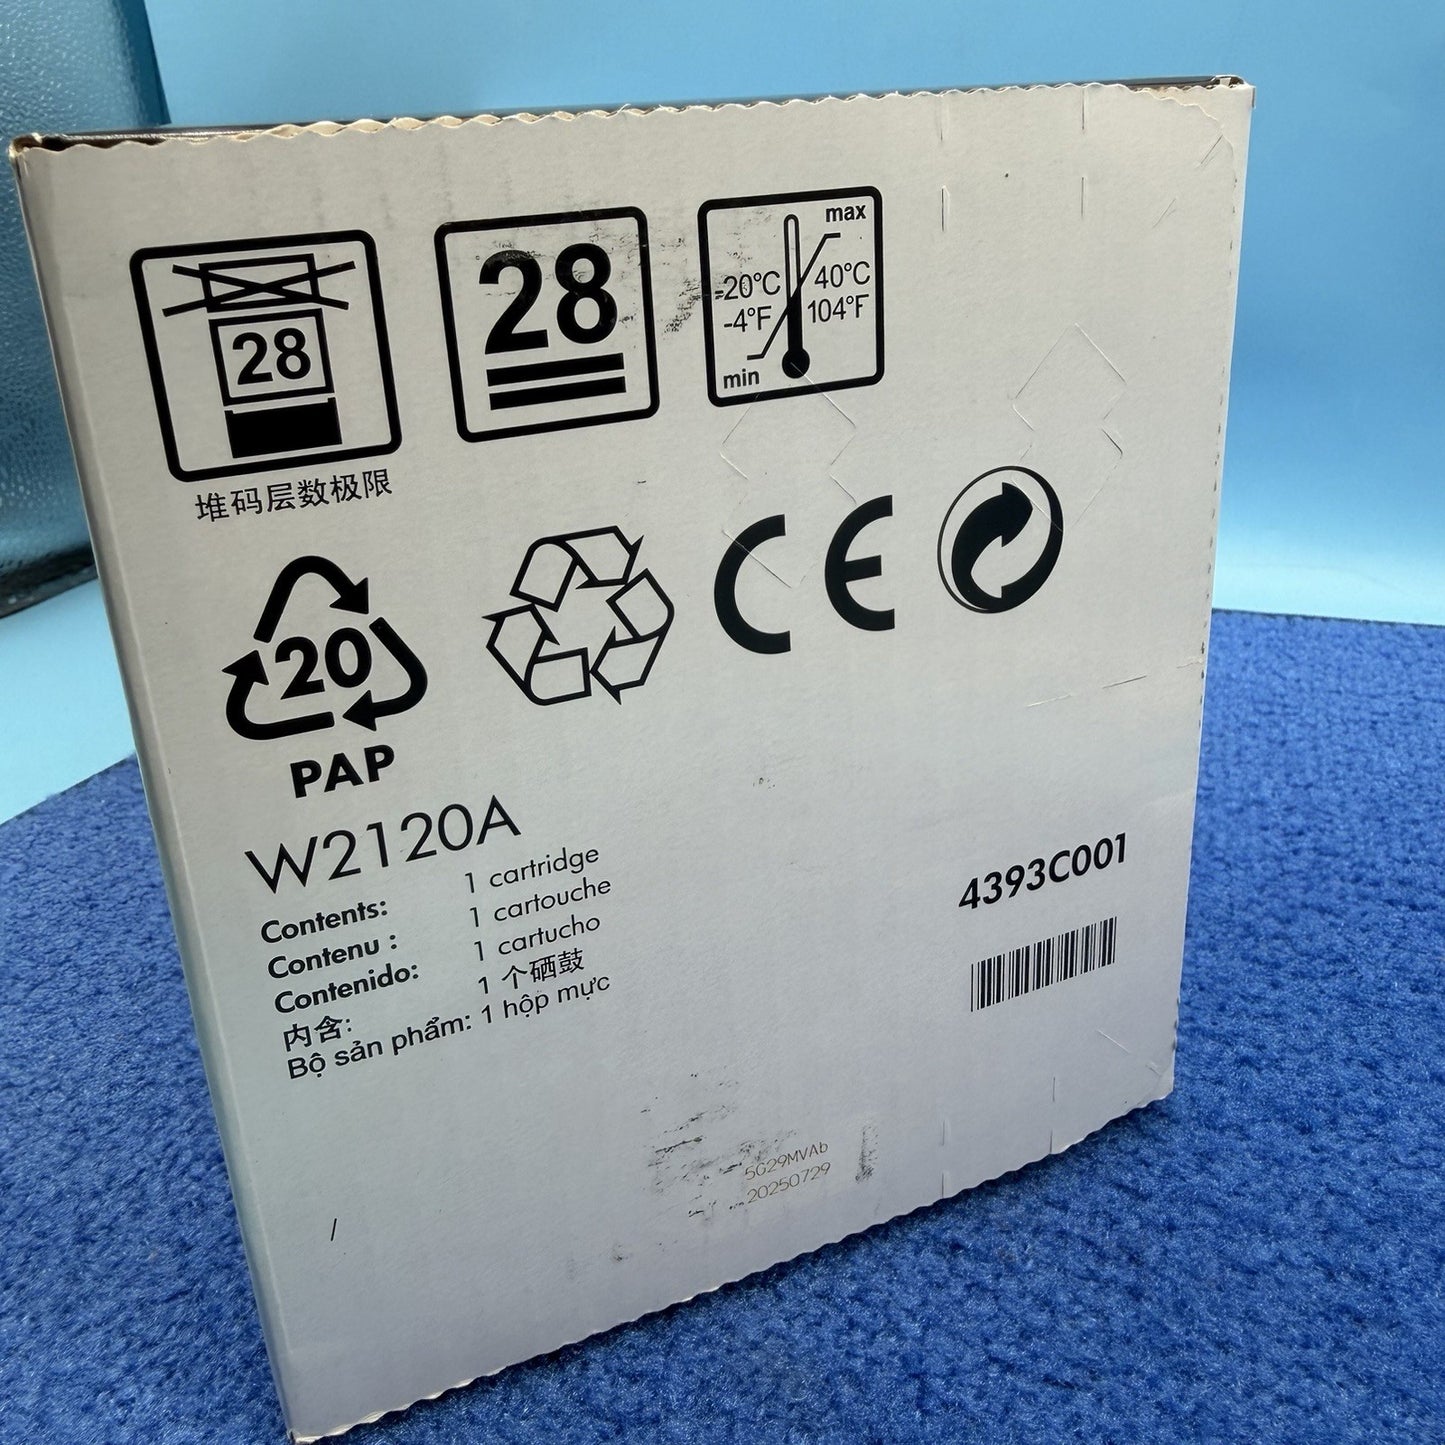 28
28
max
-20°C
40°C
-4°F
104°F
min
堆码层数极限
20
PAP
CE
W2120A
Contents: 1 cartridge
Contenu : 1 cartouche
Contenido: 1 cartucho
内含: 1 个硒鼓
Bộ sản phẩm: 1 hộp mực
4393C001
5G29MVAb
20250729